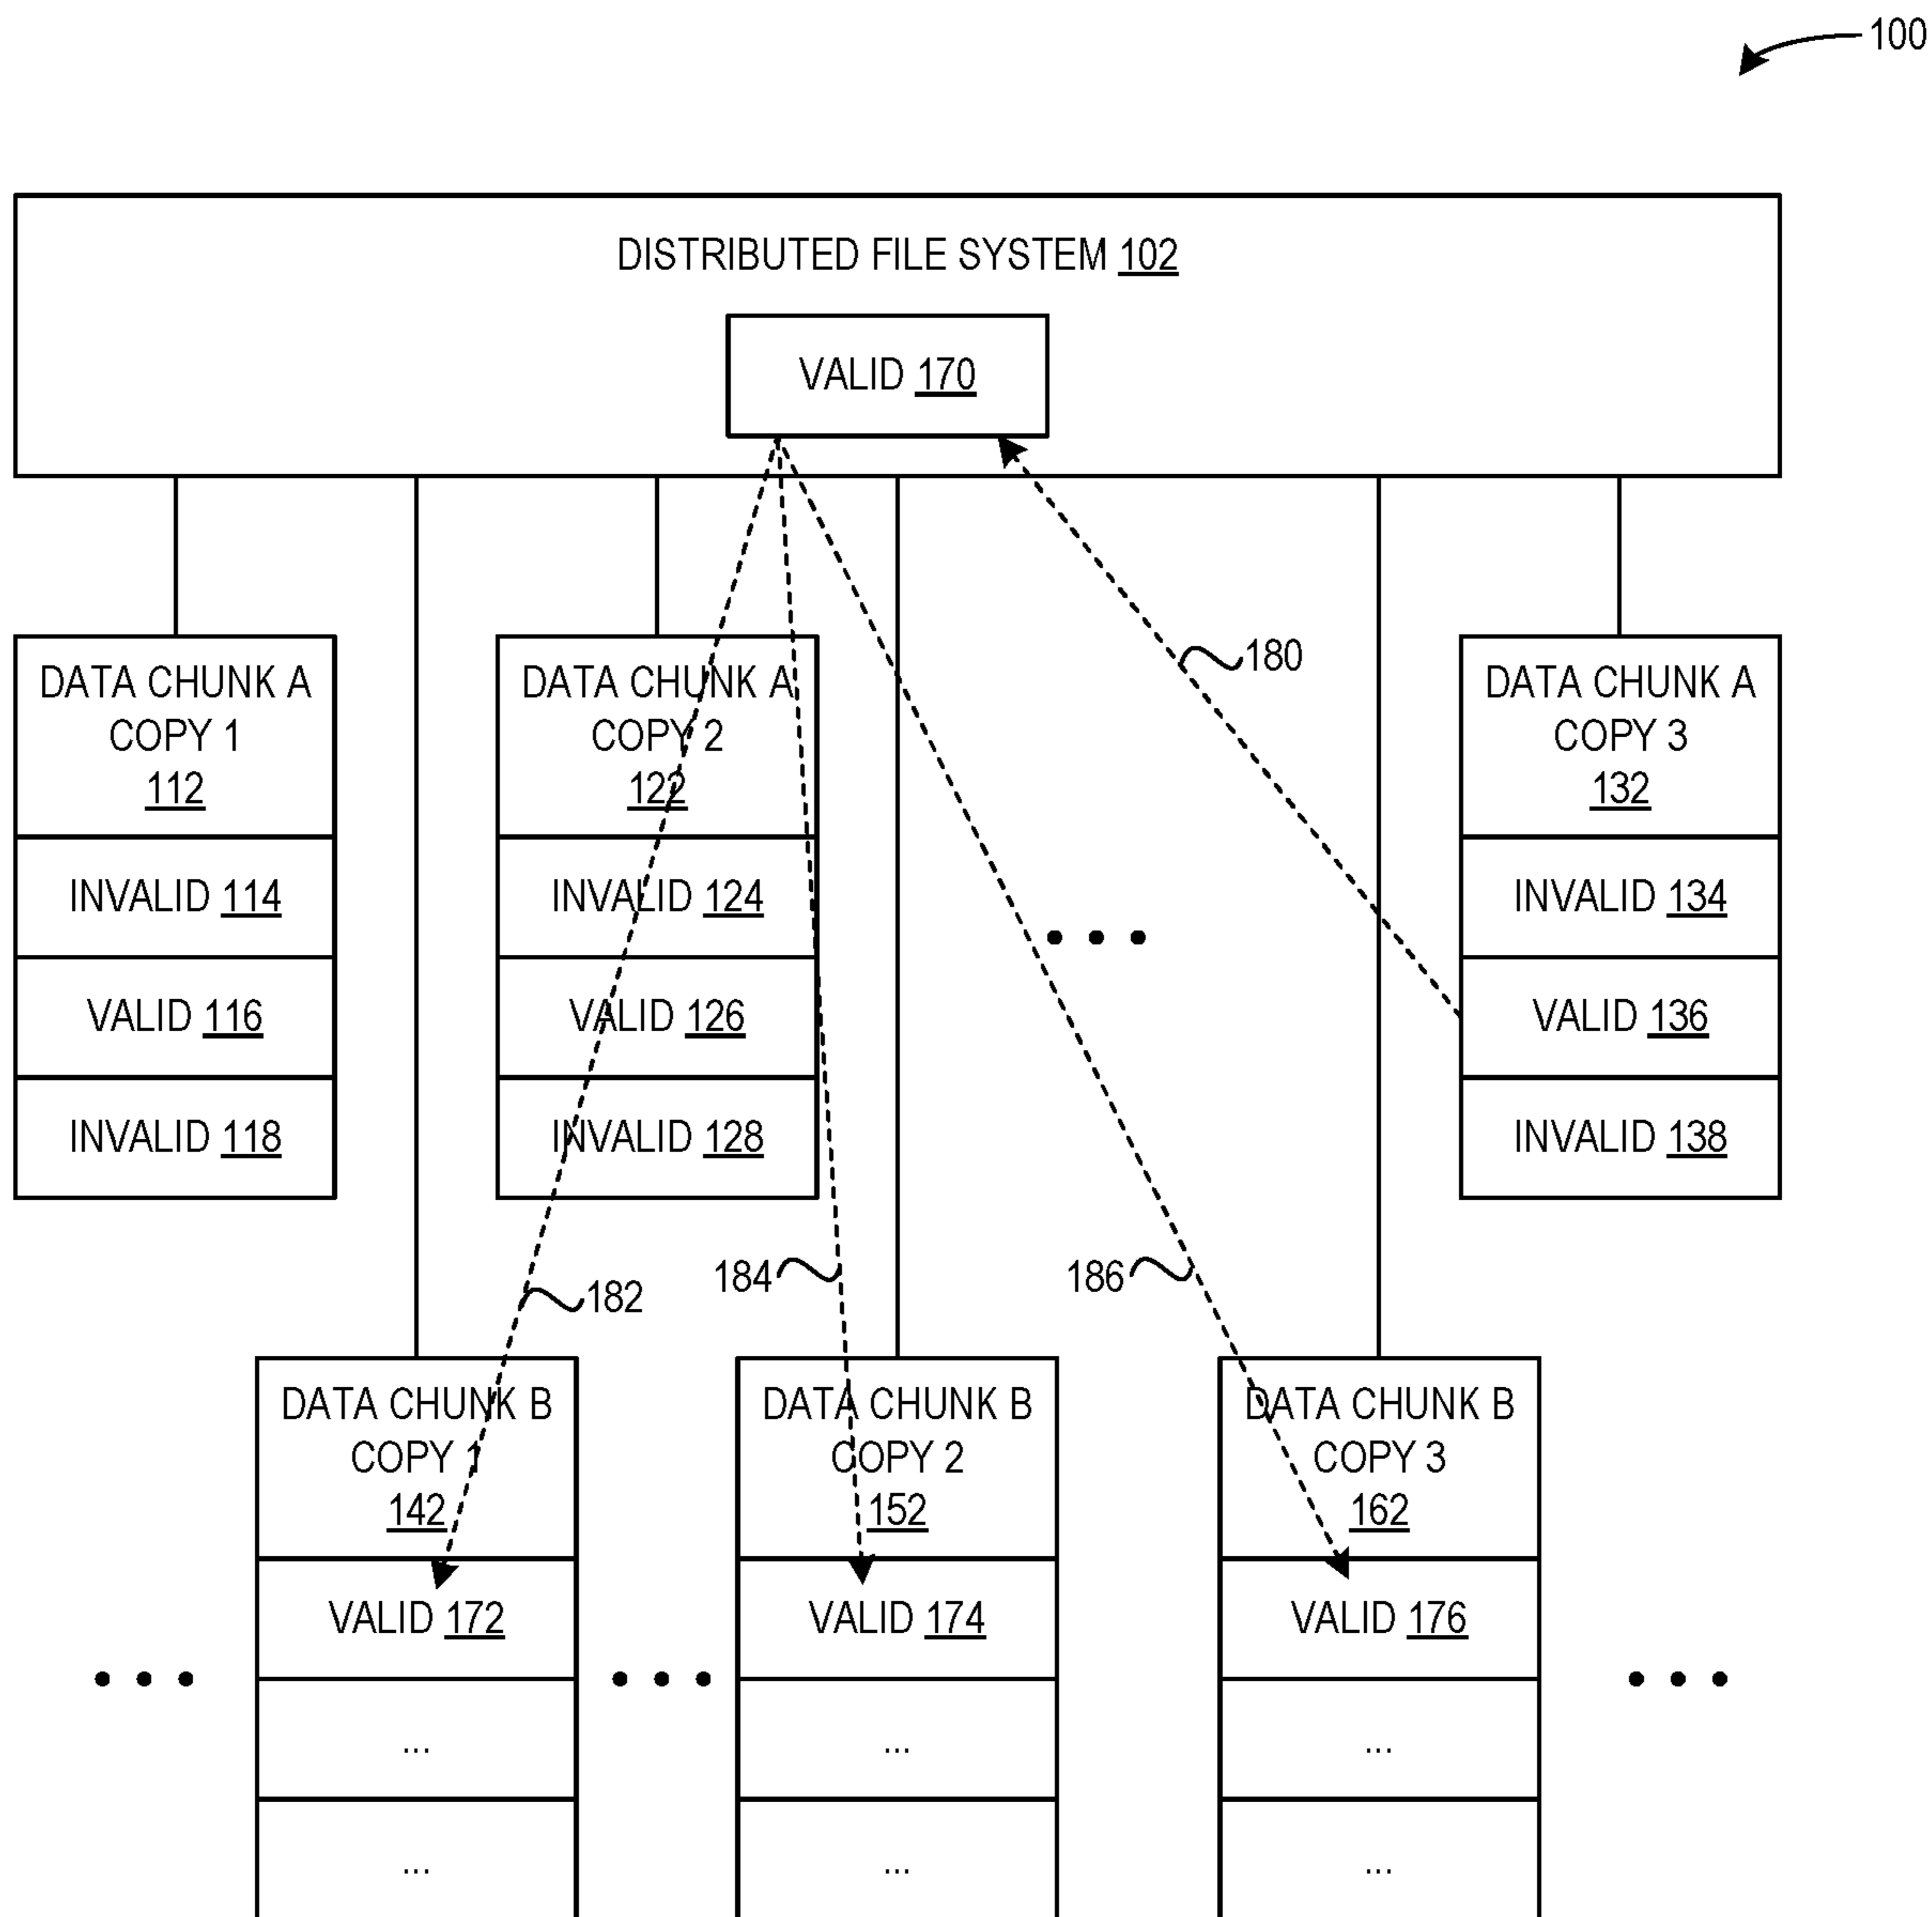 100
DISTRIBUTED FILE SYSTEM 102
VALID 170
180
DATA CHUNK A
COPY 1
112
INVALID 114
VALID 116
INVALID 118
DATA CHUNK A
COPY 2
122
INVALID 124
VALID 126
INVALID 128
...
DATA CHUNK A
COPY 3
132
INVALID 134
VALID 136
INVALID 138
182
184
186
...
DATA CHUNK B
COPY 1
142
VALID 172
...
...
...
DATA CHUNK B
COPY 2
152
VALID 174
...
...
DATA CHUNK B
COPY 3
162
VALID 176
...
...
...